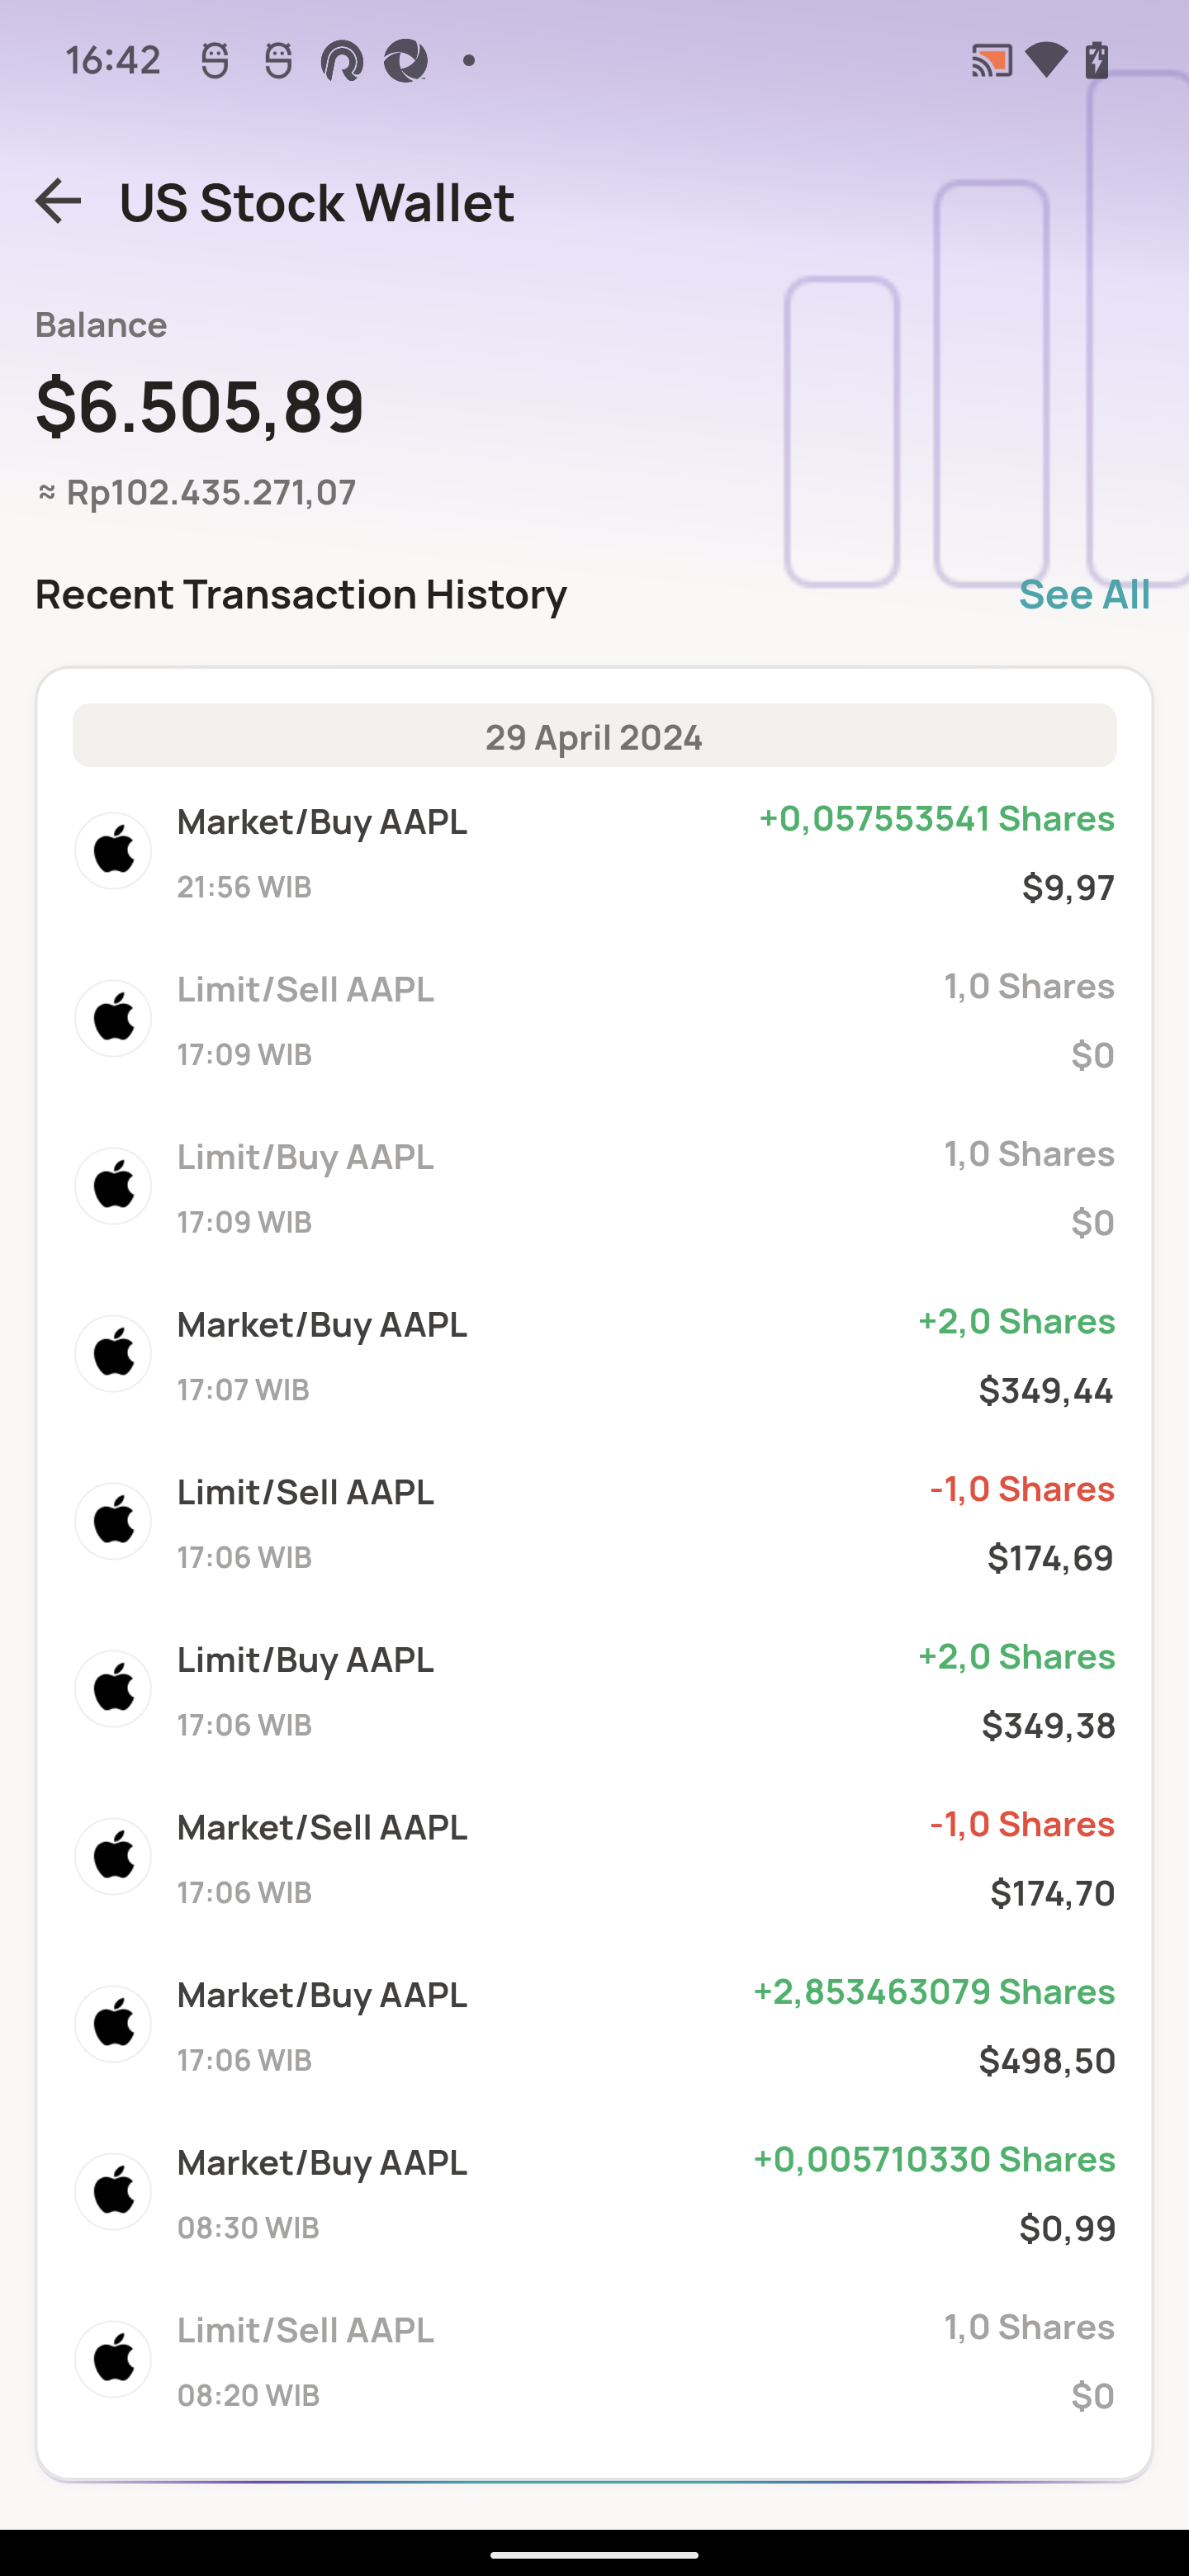 16:42
US Stock Wallet
Balance
$6.505,89
≈ Rp102.435.271,07
Recent Transaction History
See All
29 April 2024
Market/Buy AAPL
+0,057553541 Shares
21:56 WIB
$9,97
Limit/Sell AAPL
1,0 Shares
17:09 WIB
$0
Limit/Buy AAPL
1,0 Shares
17:09 WIB
$0
Market/Buy AAPL
+2,0 Shares
17:07 WIB
$349,44
Limit/Sell AAPL
-1,0 Shares
17:06 WIB
$174,69
Limit/Buy AAPL
+2,0 Shares
17:06 WIB
$349,38
Market/Sell AAPL
-1,0 Shares
17:06 WIB
$174,70
Market/Buy AAPL
+2,853463079 Shares
17:06 WIB
$498,50
Market/Buy AAPL
+0,005710330 Shares
08:30 WIB
$0,99
Limit/Sell AAPL
1,0 Shares
08:20 WIB
$0